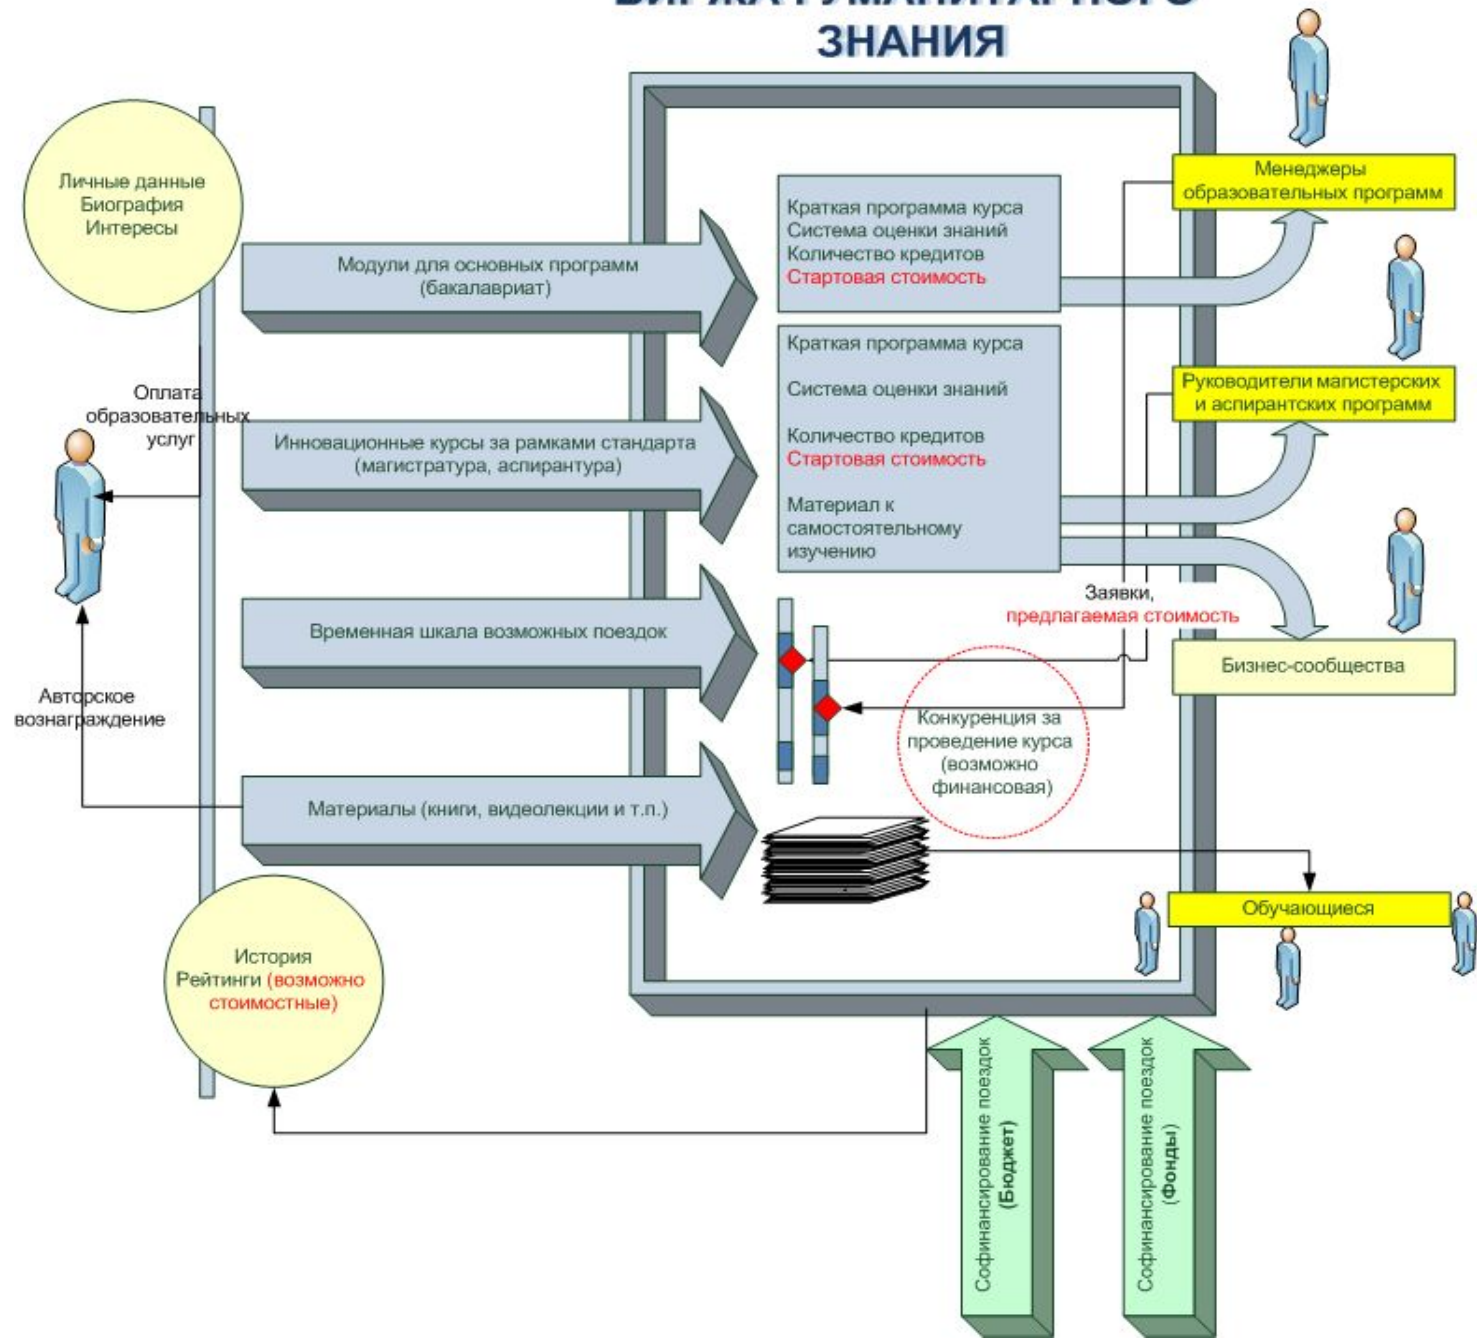 БИРЖА ГУМАНИТАРНОГО
ЗНАНИЯ
Личные данные
Биография
Интересы
Модули для основных программ
(бакалавриат)
Краткая программа курса
Система оценки знаний
Количество кредитов
Стартовая стоимость
Менеджеры
образовательных программ
Оплата
образовательных
услуг
Инновационные курсы за рамками стандарта
(магистратура, аспирантура)
Краткая программа курса
Система оценки знаний
Количество кредитов
Стартовая стоимость
Материал к
самостоятельному
изучению
Руководители магистерских
и аспирантских программ
Заявки,
предлагаемая стоимость
Временная шкала возможных поездок
Бизнес-сообщества
Авторское
вознаграждение
Конкуренция за
проведение курса
(возможно
финансовая)
Материалы (книги, видеолекции и т.п.)
Обучающиеся
История
Рейтинги (возможно
стоимостные)
Софинансирование поездок
(Бюджет)
Софинансирование поездок
(Фонды)